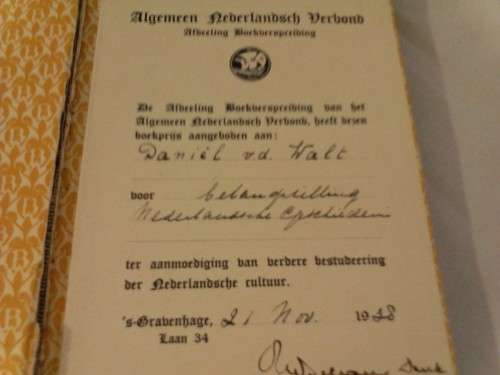 Algemeen Nederlandsch Verbond
Afdeeling Boekverspreiding
De Afdeeling Boekverspreiding van het
Algemeen Nederlandsch Verbond, heeft dezen
boekprijs aangeboden aan:
Daniël v.d. Walt
voor belangstelling
Nederlandsche Geschiedenis
ter aanmoediging van verdere bestudeering
der Nederlandsche cultuur.
's-Gravenhage, 21 Nov. 1938
Laan 34